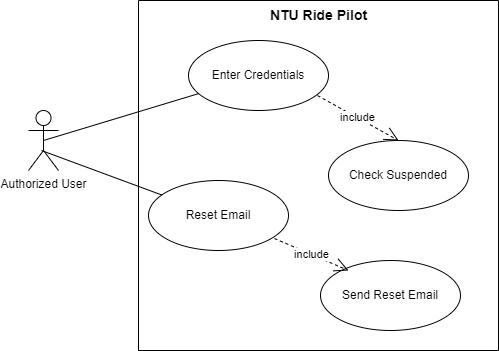 NTU Ride Pilot
Enter Credentials
include
Check Suspended
Authorized User
Reset Email
include
Send Reset Email